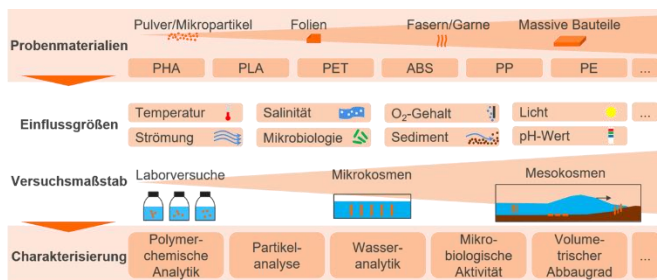 Probenmaterialien
Pulver/Mikropartikel Folien Fasern/Garne Massive Bauteile
PHA PLA PET ABS PP PE ...
Einflussgrößen
Temperatur Salinität O₂-Gehalt Licht ...
Strömung Mikrobiologie Sediment pH-Wert
Versuchsmaßstab
Laborversuche Mikrokosmen Mesokosmen
Charakterisierung
Polymer-
chemische
Analytik
Partikel-
analyse
Wasser-
analytik
Mikro-
biologische
Aktivität
Volume-
trischer
Abbaugrad
...